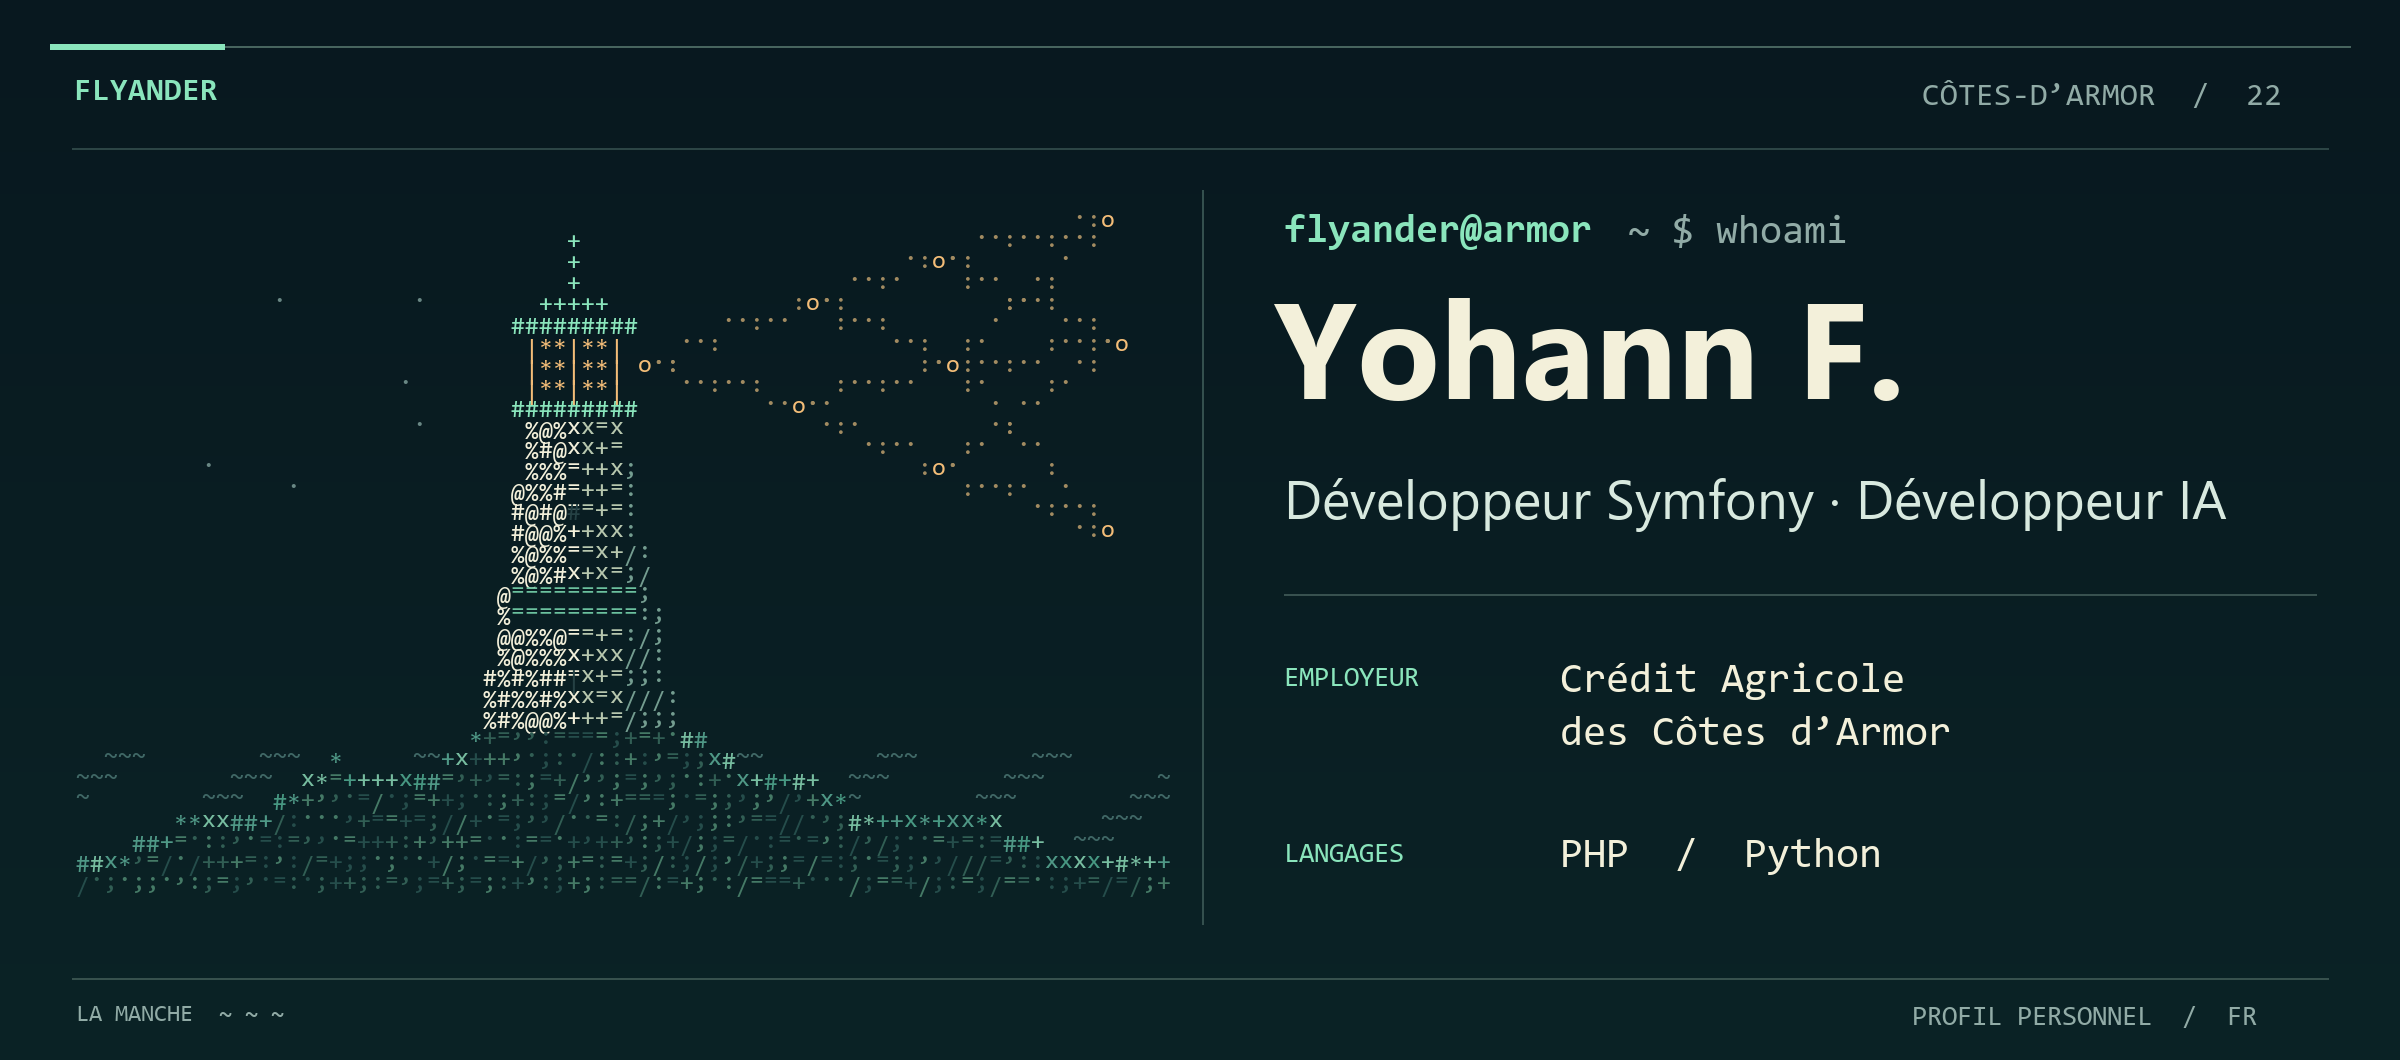 FLYANDER
CÔTES-D’ARMOR / 22
flyander@armor ~ $ whoami
Yohann F.
Développeur Symfony · Développeur IA
EMPLOYEUR
Crédit Agricole
des Côtes d’Armor
LANGAGES
PHP / Python
LA MANCHE ~ ~ ~
PROFIL PERSONNEL / FR